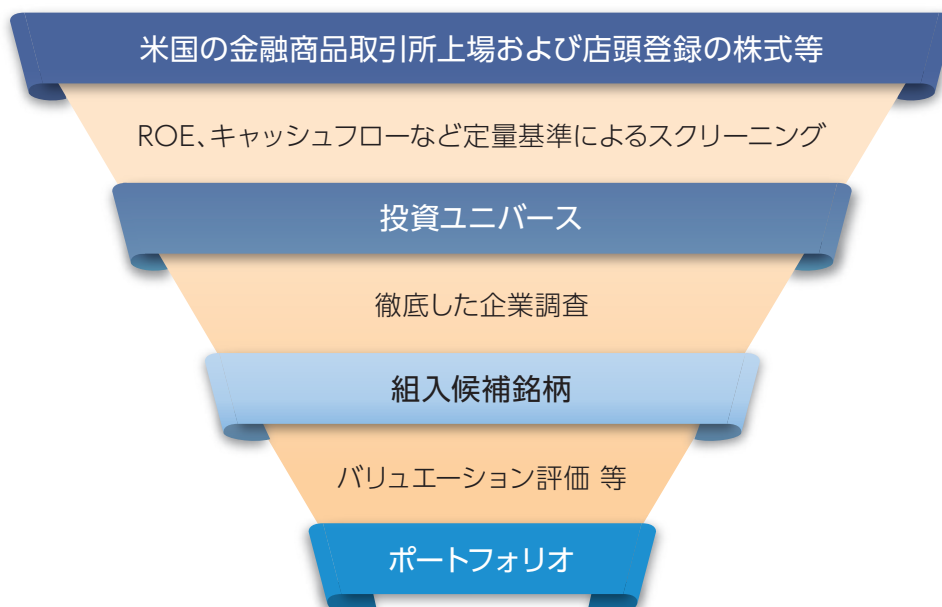 米国の金融商品取引所上場および店頭登録の株式等
ROE、キャッシュフローなど定量基準によるスクリーニング
投資ユニバース
徹底した企業調査
組入候補銘柄
バリュエーション評価 等
ポートフォリオ